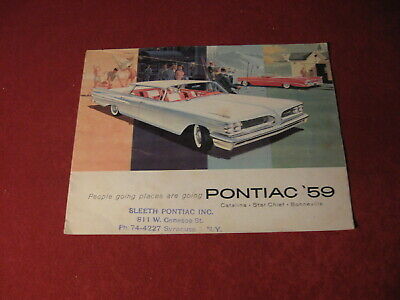 People going places are going PONTIAC '59
Catalina · Star Chief · Bonneville
SLEETH PONTIAC INC.
811 W. Genesee St.
Ph 74-4227 Syracuse N.Y.